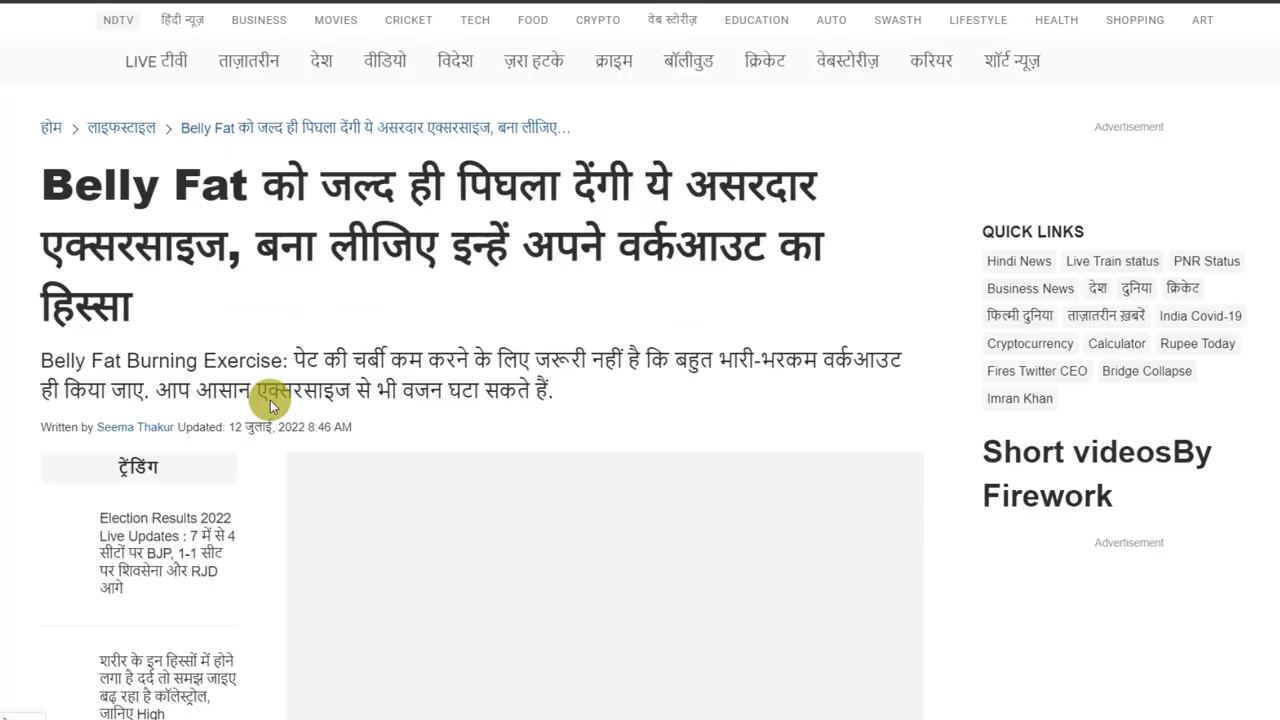 NDTV हिंदी न्यूज़ BUSINESS MOVIES CRICKET TECH FOOD CRYPTO वेब स्टोरीज़ EDUCATION AUTO SWASTH LIFESTYLE HEALTH SHOPPING ART
LIVE टीवी ताज़ातरीन देश वीडियो विदेश ज़रा हटके क्राइम बॉलीवुड क्रिकेट वेबस्टोरीज़ करियर शॉर्ट न्यूज़
होम > लाइफस्टाइल > Belly Fat को जल्द ही पिघला देंगी ये असरदार एक्सरसाइज, बना लीजिए...
Belly Fat को जल्द ही पिघला देंगी ये असरदार
एक्सरसाइज, बना लीजिए इन्हें अपने वर्कआउट का
हिस्सा
Belly Fat Burning Exercise: पेट की चर्बी कम करने के लिए जरूरी नहीं है कि बहुत भारी-भरकम वर्कआउट
ही किया जाए. आप आसान एक्सरसाइज से भी वजन घटा सकते हैं.
Written by Seema Thakur Updated: 12 जुलाई, 2022 8:46 AM
ट्रेंडिंग
Election Results 2022
Live Updates : 7 में से 4
सीटों पर BJP, 1-1 सीट
पर शिवसेना और RJD
आगे
शरीर के इन हिस्सों में होने
लगा है दर्द तो समझ जाइए
बढ़ रहा है कॉलेस्ट्रोल,
जानिए High
Advertisement
QUICK LINKS
Hindi News Live Train status PNR Status
Business News देश दुनिया क्रिकेट
फिल्मी दुनिया ताज़ातरीन ख़बरें India Covid-19
Cryptocurrency Calculator Rupee Today
Fires Twitter CEO Bridge Collapse
Imran Khan
Short videosBy
Firework
Advertisement